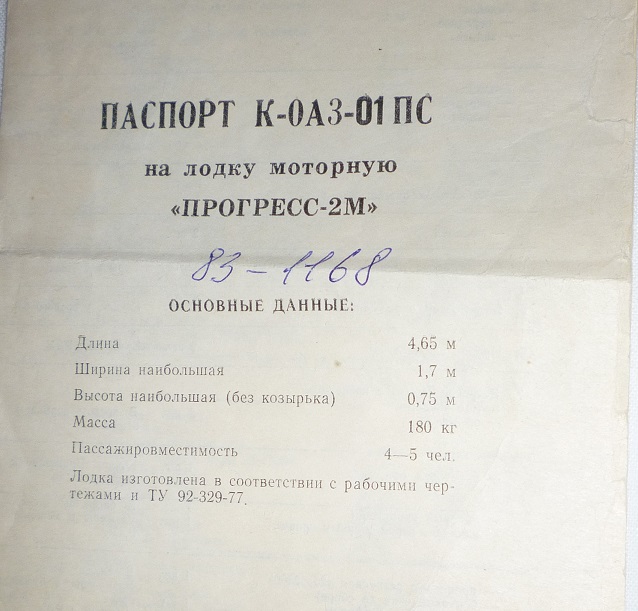 ПАСПОРТ К-ОАЗ-01 ПС
на лодку моторную
«ПРОГРЕСС-2М»
83-1168
ОСНОВНЫЕ ДАННЫЕ:
Длина 4,65 м
Ширина наибольшая 1,7 м
Высота наибольшая (без козырька) 0,75 м
Масса 180 кг
Пассажировместимость 4—5 чел.
Лодка изготовлена в соответствии с рабочими чер-
тежами и ТУ 92-329-77.